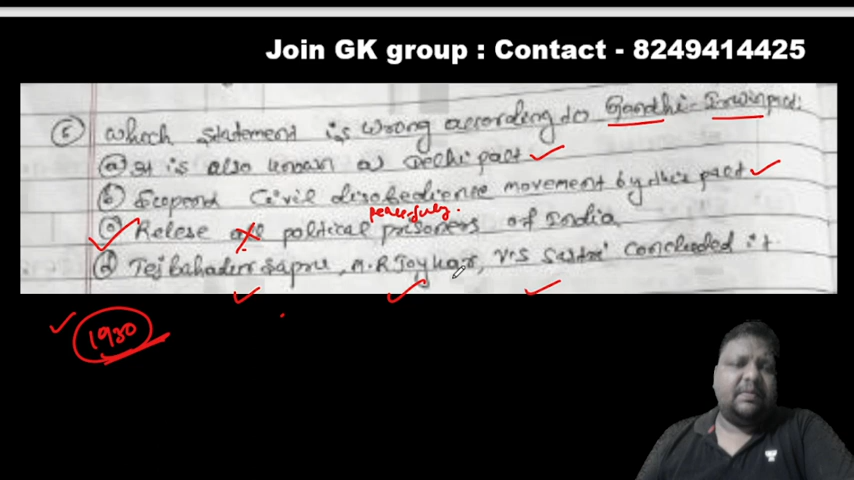 Join GK group : Contact - 8249414425
⑤ Which statement is wrong according to Gandhi-Irwin pact.
ⓐ It is also known as Delhi pact
ⓑ Suspend Civil disobedience movement by this pact
peacefully.
ⓒ Relese all political prisoners of India
ⓓ Tej bahadur Sapru, M.R Joykar, V.S Sastri concluded it.
1930